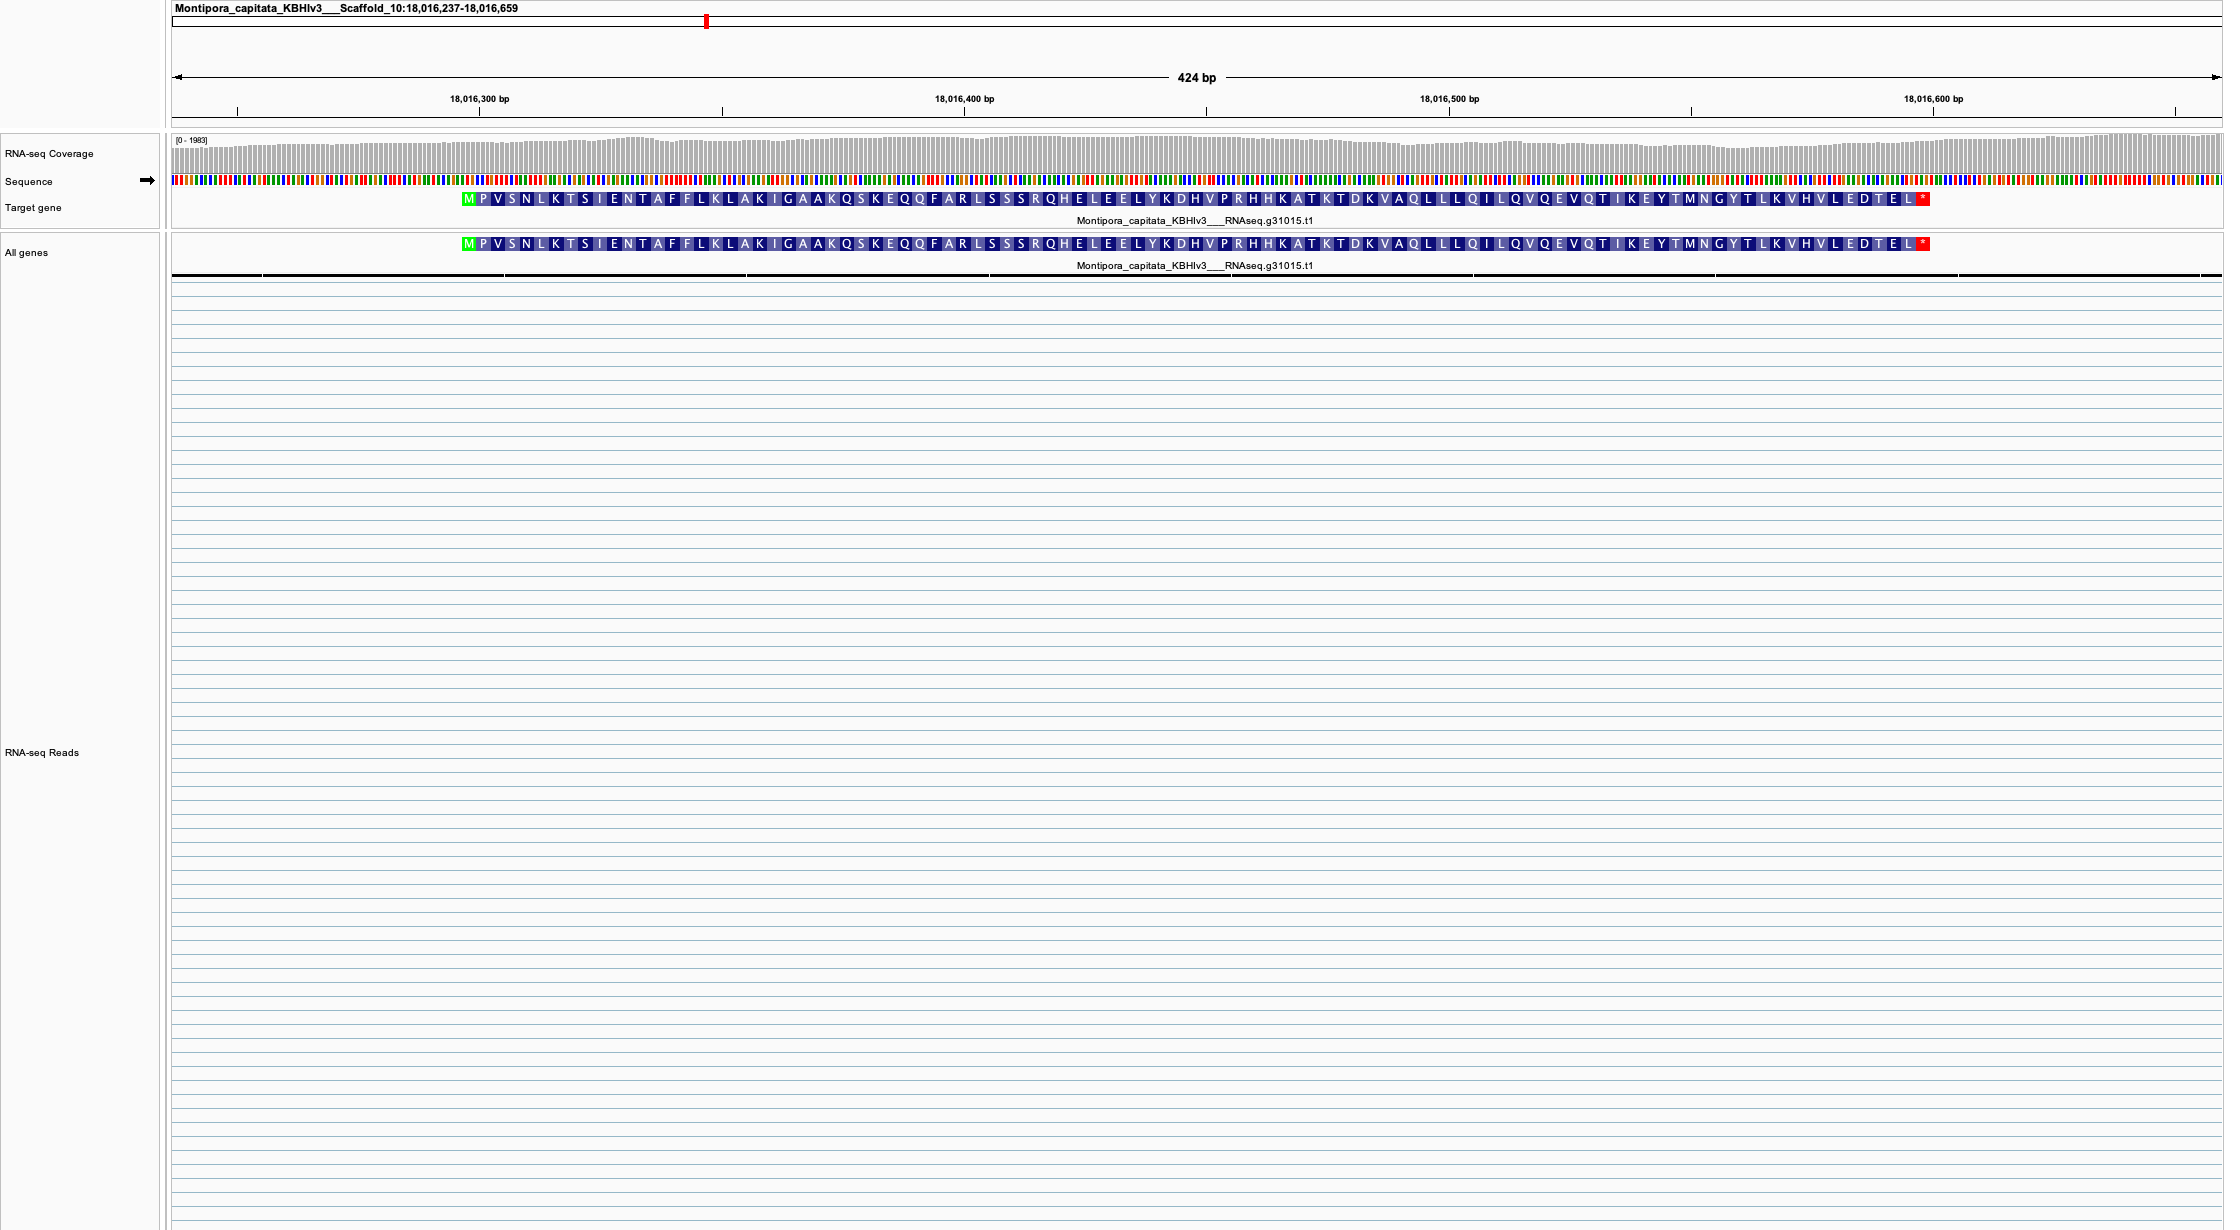 Montipora_capitata_KBHIv3___Scaffold_10:18,016,237-18,016,659
424 bp
18,016,300 bp 18,016,400 bp 18,016,500 bp 18,016,600 bp
[0 - 1983]
RNA-seq Coverage
Sequence
Target gene
MPVSNLKTSIENTAFFLKLAKIGAAKQSKEQQFARLSSSRQHELEELYKDHVPRHHKATKTDKVAQLLLQILQVQEVQTIKEYTMNGYTLKVHVLEDTEL*
Montipora_capitata_KBHIv3___RNAseq.g31015.t1
All genes
MPVSNLKTSIENTAFFLKLAKIGAAKQSKEQQFARLSSSRQHELEELYKDHVPRHHKATKTDKVAQLLLQILQVQEVQTIKEYTMNGYTLKVHVLEDTEL*
Montipora_capitata_KBHIv3___RNAseq.g31015.t1
RNA-seq Reads